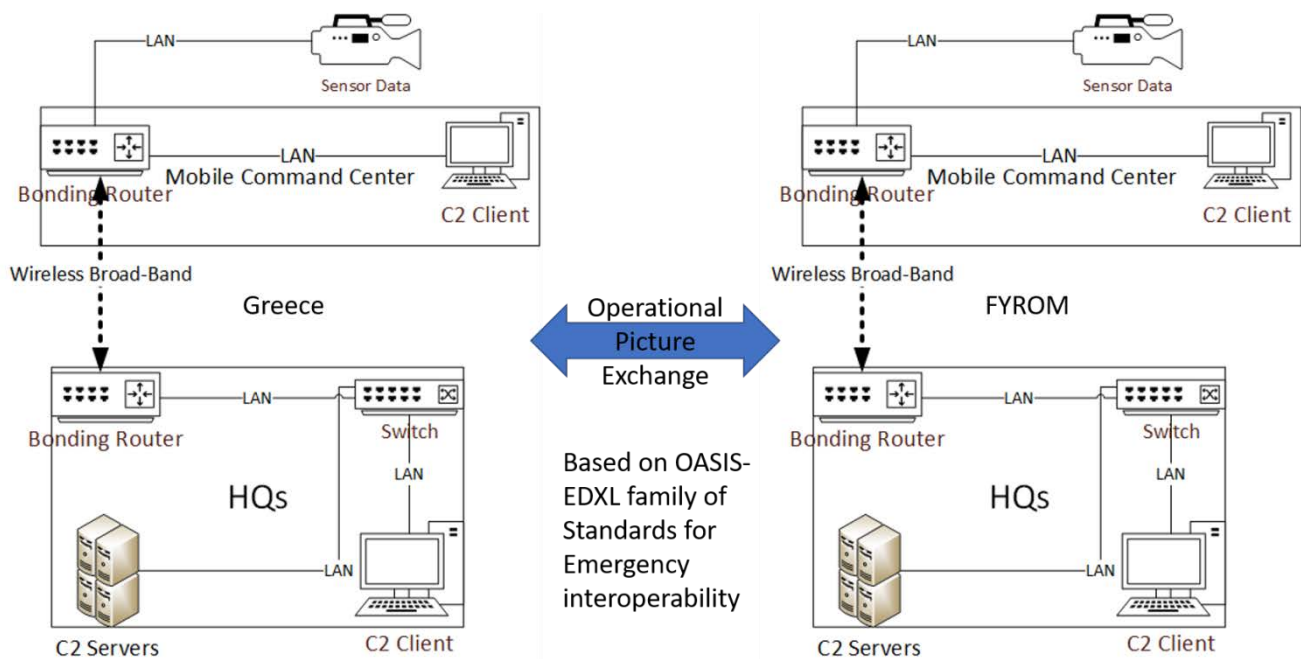 LAN
Sensor Data
LAN
Mobile Command Center
Bonding Router
C2 Client
Wireless Broad-Band
Greece
Bonding Router
LAN
Switch
LAN
HQs
LAN
C2 Servers
C2 Client
Operational
Picture
Exchange
Based on OASIS-
EDXL family of
Standards for
Emergency
interoperability
LAN
Sensor Data
LAN
Mobile Command Center
Bonding Router
C2 Client
Wireless Broad-Band
FYROM
Bonding Router
LAN
Switch
LAN
HQs
LAN
C2 Servers
C2 Client